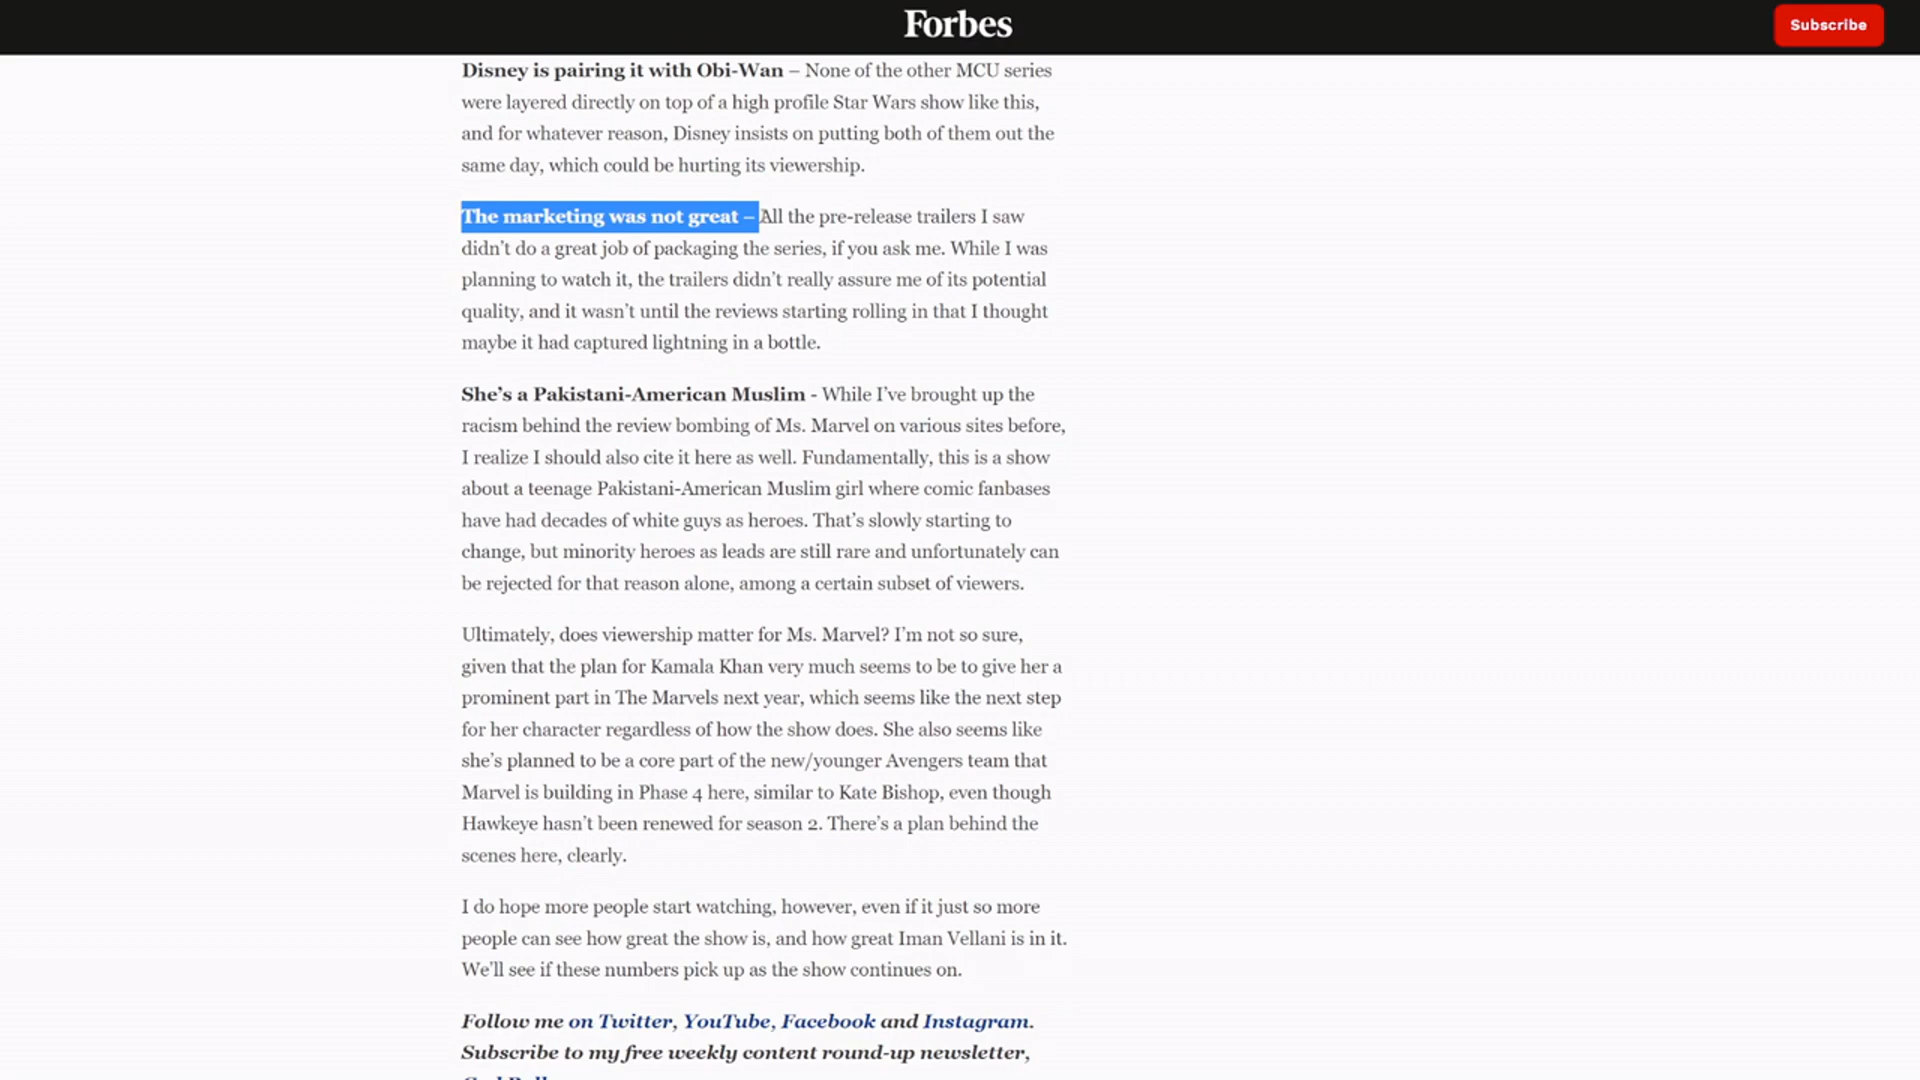 Forbes
Subscribe
Disney is pairing it with Obi-Wan – None of the other MCU series
were layered directly on top of a high profile Star Wars show like this,
and for whatever reason, Disney insists on putting both of them out the
same day, which could be hurting its viewership.
The marketing was not great – All the pre-release trailers I saw
didn't do a great job of packaging the series, if you ask me. While I was
planning to watch it, the trailers didn't really assure me of its potential
quality, and it wasn't until the reviews starting rolling in that I thought
maybe it had captured lightning in a bottle.
She's a Pakistani-American Muslim - While I've brought up the
racism behind the review bombing of Ms. Marvel on various sites before,
I realize I should also cite it here as well. Fundamentally, this is a show
about a teenage Pakistani-American Muslim girl where comic fanbases
have had decades of white guys as heroes. That's slowly starting to
change, but minority heroes as leads are still rare and unfortunately can
be rejected for that reason alone, among a certain subset of viewers.
Ultimately, does viewership matter for Ms. Marvel? I'm not so sure,
given that the plan for Kamala Khan very much seems to be to give her a
prominent part in The Marvels next year, which seems like the next step
for her character regardless of how the show does. She also seems like
she's planned to be a core part of the new/younger Avengers team that
Marvel is building in Phase 4 here, similar to Kate Bishop, even though
Hawkeye hasn't been renewed for season 2. There's a plan behind the
scenes here, clearly.
I do hope more people start watching, however, even if it just so more
people can see how great the show is, and how great Iman Vellani is in it.
We'll see if these numbers pick up as the show continues on.
Follow me on Twitter, YouTube, Facebook and Instagram.
Subscribe to my free weekly content round-up newsletter,